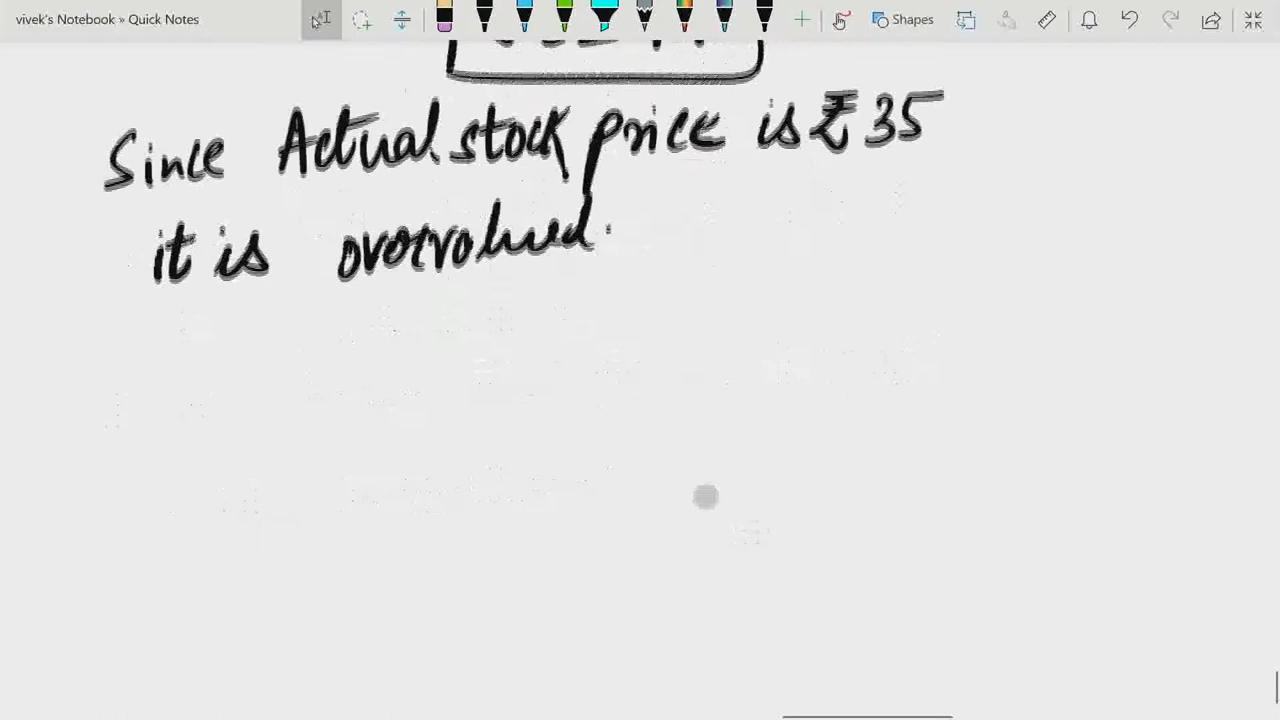 vivek's Notebook » Quick Notes
Shapes
Since Actual stock price is ₹ 35
it is overvalued.